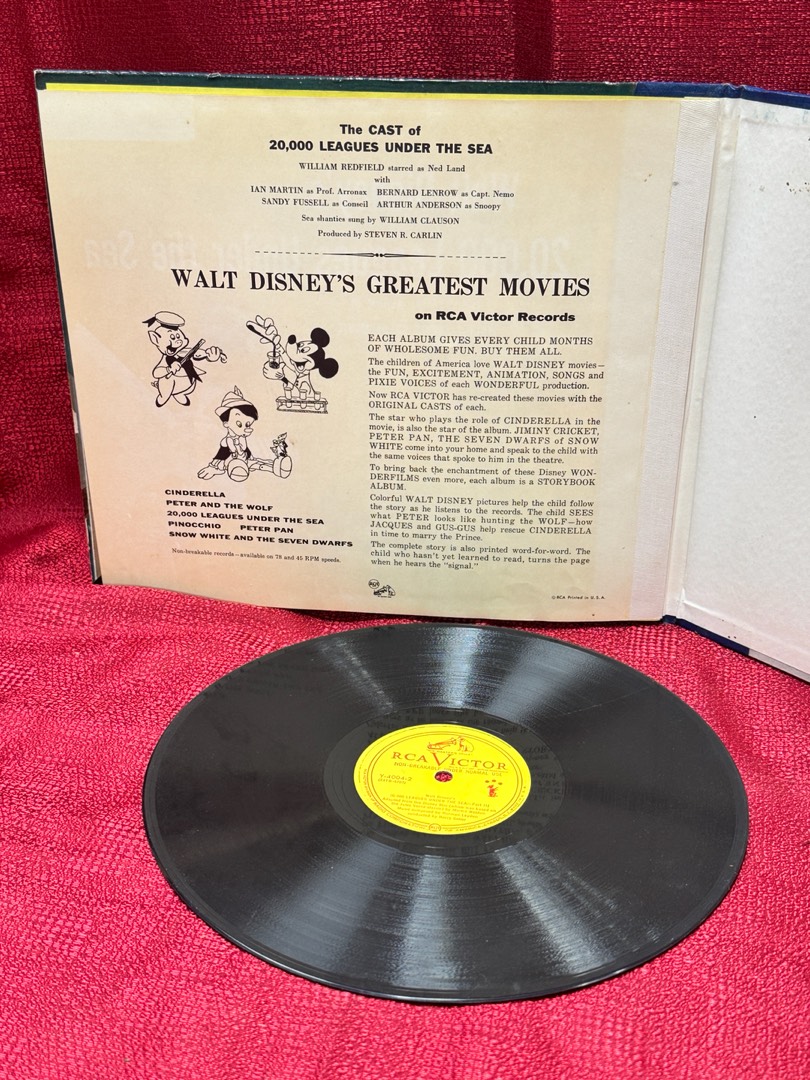 The CAST of
20,000 LEAGUES UNDER THE SEA
WILLIAM REDFIELD starred as Ned Land
with
IAN MARTIN as Prof. Arronax BERNARD LENROW as Capt. Nemo
SANDY FUSSELL as Conseil ARTHUR ANDERSON as Snoopy
Sea shanties sung by WILLIAM CLAUSON
Produced by STEVEN R. CARLIN
WALT DISNEY'S GREATEST MOVIES
on RCA Victor Records
EACH ALBUM GIVES EVERY CHILD MONTHS
OF WHOLESOME FUN. BUY THEM ALL.
The children of America love WALT DISNEY movies—
the FUN, EXCITEMENT, ANIMATION, SONGS and
PIXIE VOICES of each WONDERFUL production.
Now RCA VICTOR has re-created these movies with the
ORIGINAL CASTS of each.
The star who plays the role of CINDERELLA in the
movie, is also the star of the album. JIMINY CRICKET,
PETER PAN, THE SEVEN DWARFS of SNOW
WHITE come into your home and speak to the child with
the same voices that spoke to him in the theatre.
To bring back the enchantment of these Disney WON-
DERFILMS even more, each album is a STORYBOOK
ALBUM.
Colorful WALT DISNEY pictures help the child follow
the story as he listens to the records. The child SEES
what PETER looks like hunting the WOLF—how
JACQUES and GUS-GUS help rescue CINDERELLA
in time to marry the Prince.
The complete story is also printed word-for-word. The
child who hasn't yet learned to read, turns the page
when he hears the "signal."
CINDERELLA
PETER AND THE WOLF
20,000 LEAGUES UNDER THE SEA
PINOCCHIO PETER PAN
SNOW WHITE AND THE SEVEN DWARFS
Non-breakable records—available on 78 and 45 RPM speeds.
RCA
© RCA Printed in U. S. A.
RCA VICTOR
NON-BREAKABLE UNDER NORMAL USE
Y-4004-2